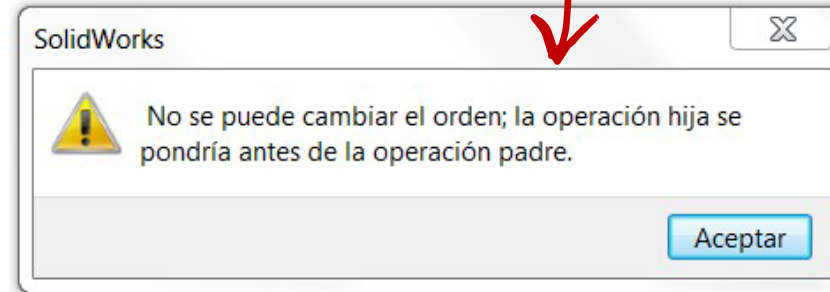 SolidWorks
No se puede cambiar el orden; la operación hija se
pondría antes de la operación padre.
Aceptar